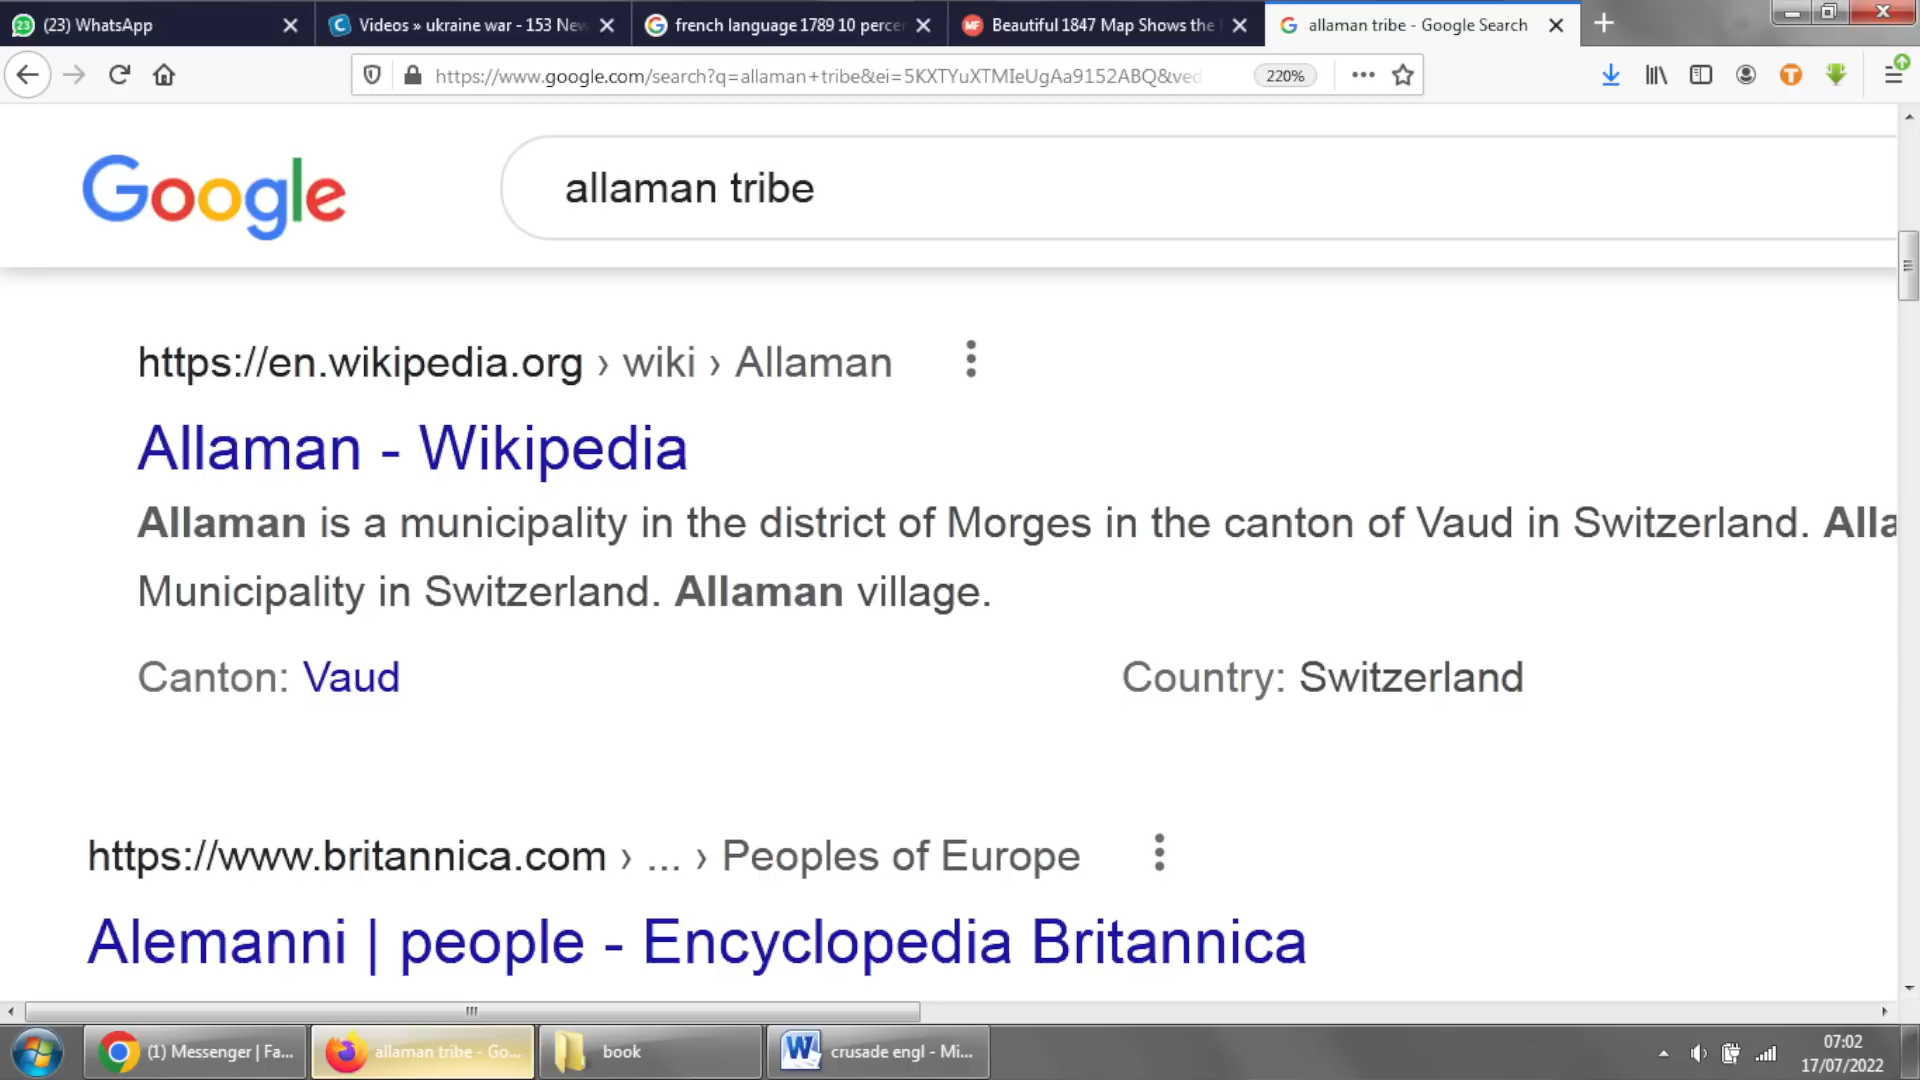 (23) WhatsApp
Videos » ukraine war - 153 New
french language 1789 10 percen
Beautiful 1847 Map Shows the
allaman tribe - Google Search
https://www.google.com/search?q=allaman+tribe&ei=5KXTYuXTMIeUgAa9152ABQ&ved
220%
Google
allaman tribe
https://en.wikipedia.org › wiki › Allaman
Allaman - Wikipedia
Allaman is a municipality in the district of Morges in the canton of Vaud in Switzerland. Alla
Municipality in Switzerland. Allaman village.
Canton: Vaud
Country: Switzerland
https://www.britannica.com › ... › Peoples of Europe
Alemanni | people - Encyclopedia Britannica
(1) Messenger | Fa...
allaman tribe - Go...
book
crusade engl - Mi...
07:02
17/07/2022